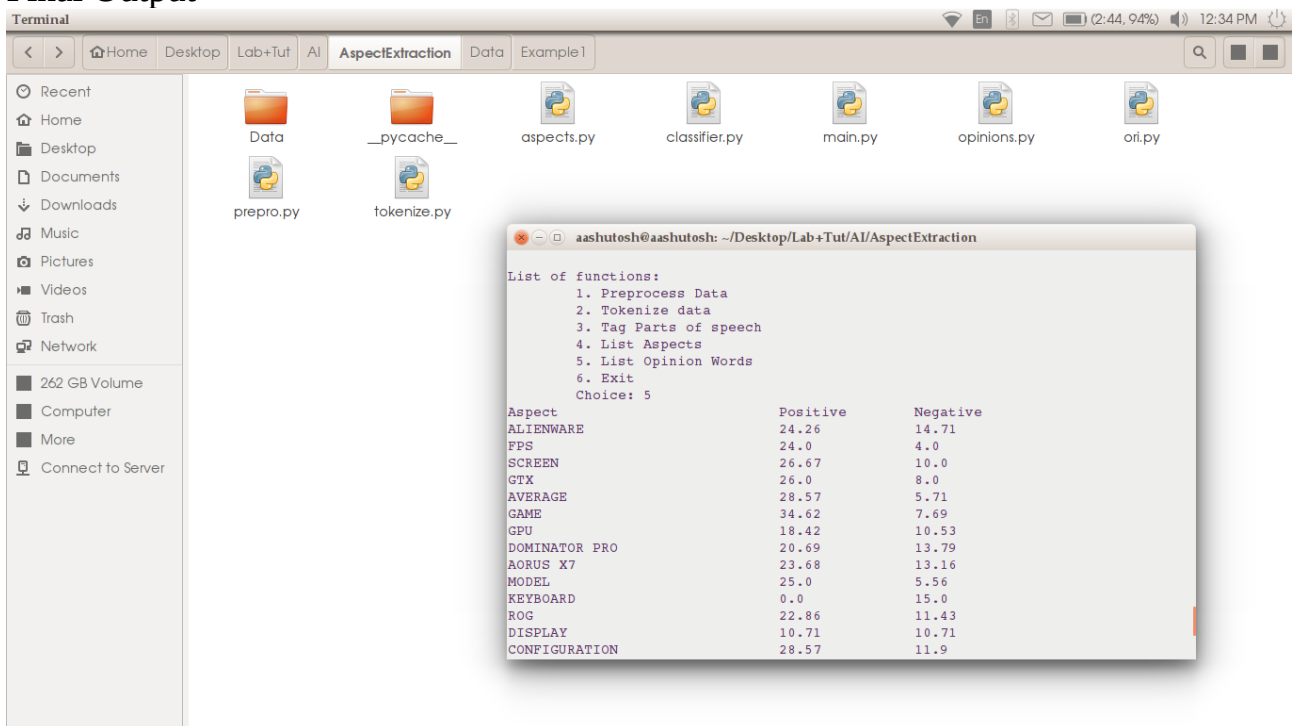 Final Output
Terminal En (2:44, 94%) 12:34 PM
Home Desktop Lab+Tut AI AspectExtraction Data Example1
Recent
Home
Desktop
Documents
Downloads
Music
Pictures
Videos
Trash
Network
262 GB Volume
Computer
More
Connect to Server
Data __pycache__ aspects.py classifier.py main.py opinions.py ori.py
prepro.py tokenize.py
aashutosh@aashutosh: ~/Desktop/Lab+Tut/AI/AspectExtraction
List of functions:
1. Preprocess Data
2. Tokenize data
3. Tag Parts of speech
4. List Aspects
5. List Opinion Words
6. Exit
Choice: 5
Aspect Positive Negative
ALIENWARE 24.26 14.71
FPS 24.0 4.0
SCREEN 26.67 10.0
GTX 26.0 8.0
AVERAGE 28.57 5.71
GAME 34.62 7.69
GPU 18.42 10.53
DOMINATOR PRO 20.69 13.79
AORUS X7 23.68 13.16
MODEL 25.0 5.56
KEYBOARD 0.0 15.0
ROG 22.86 11.43
DISPLAY 10.71 10.71
CONFIGURATION 28.57 11.9